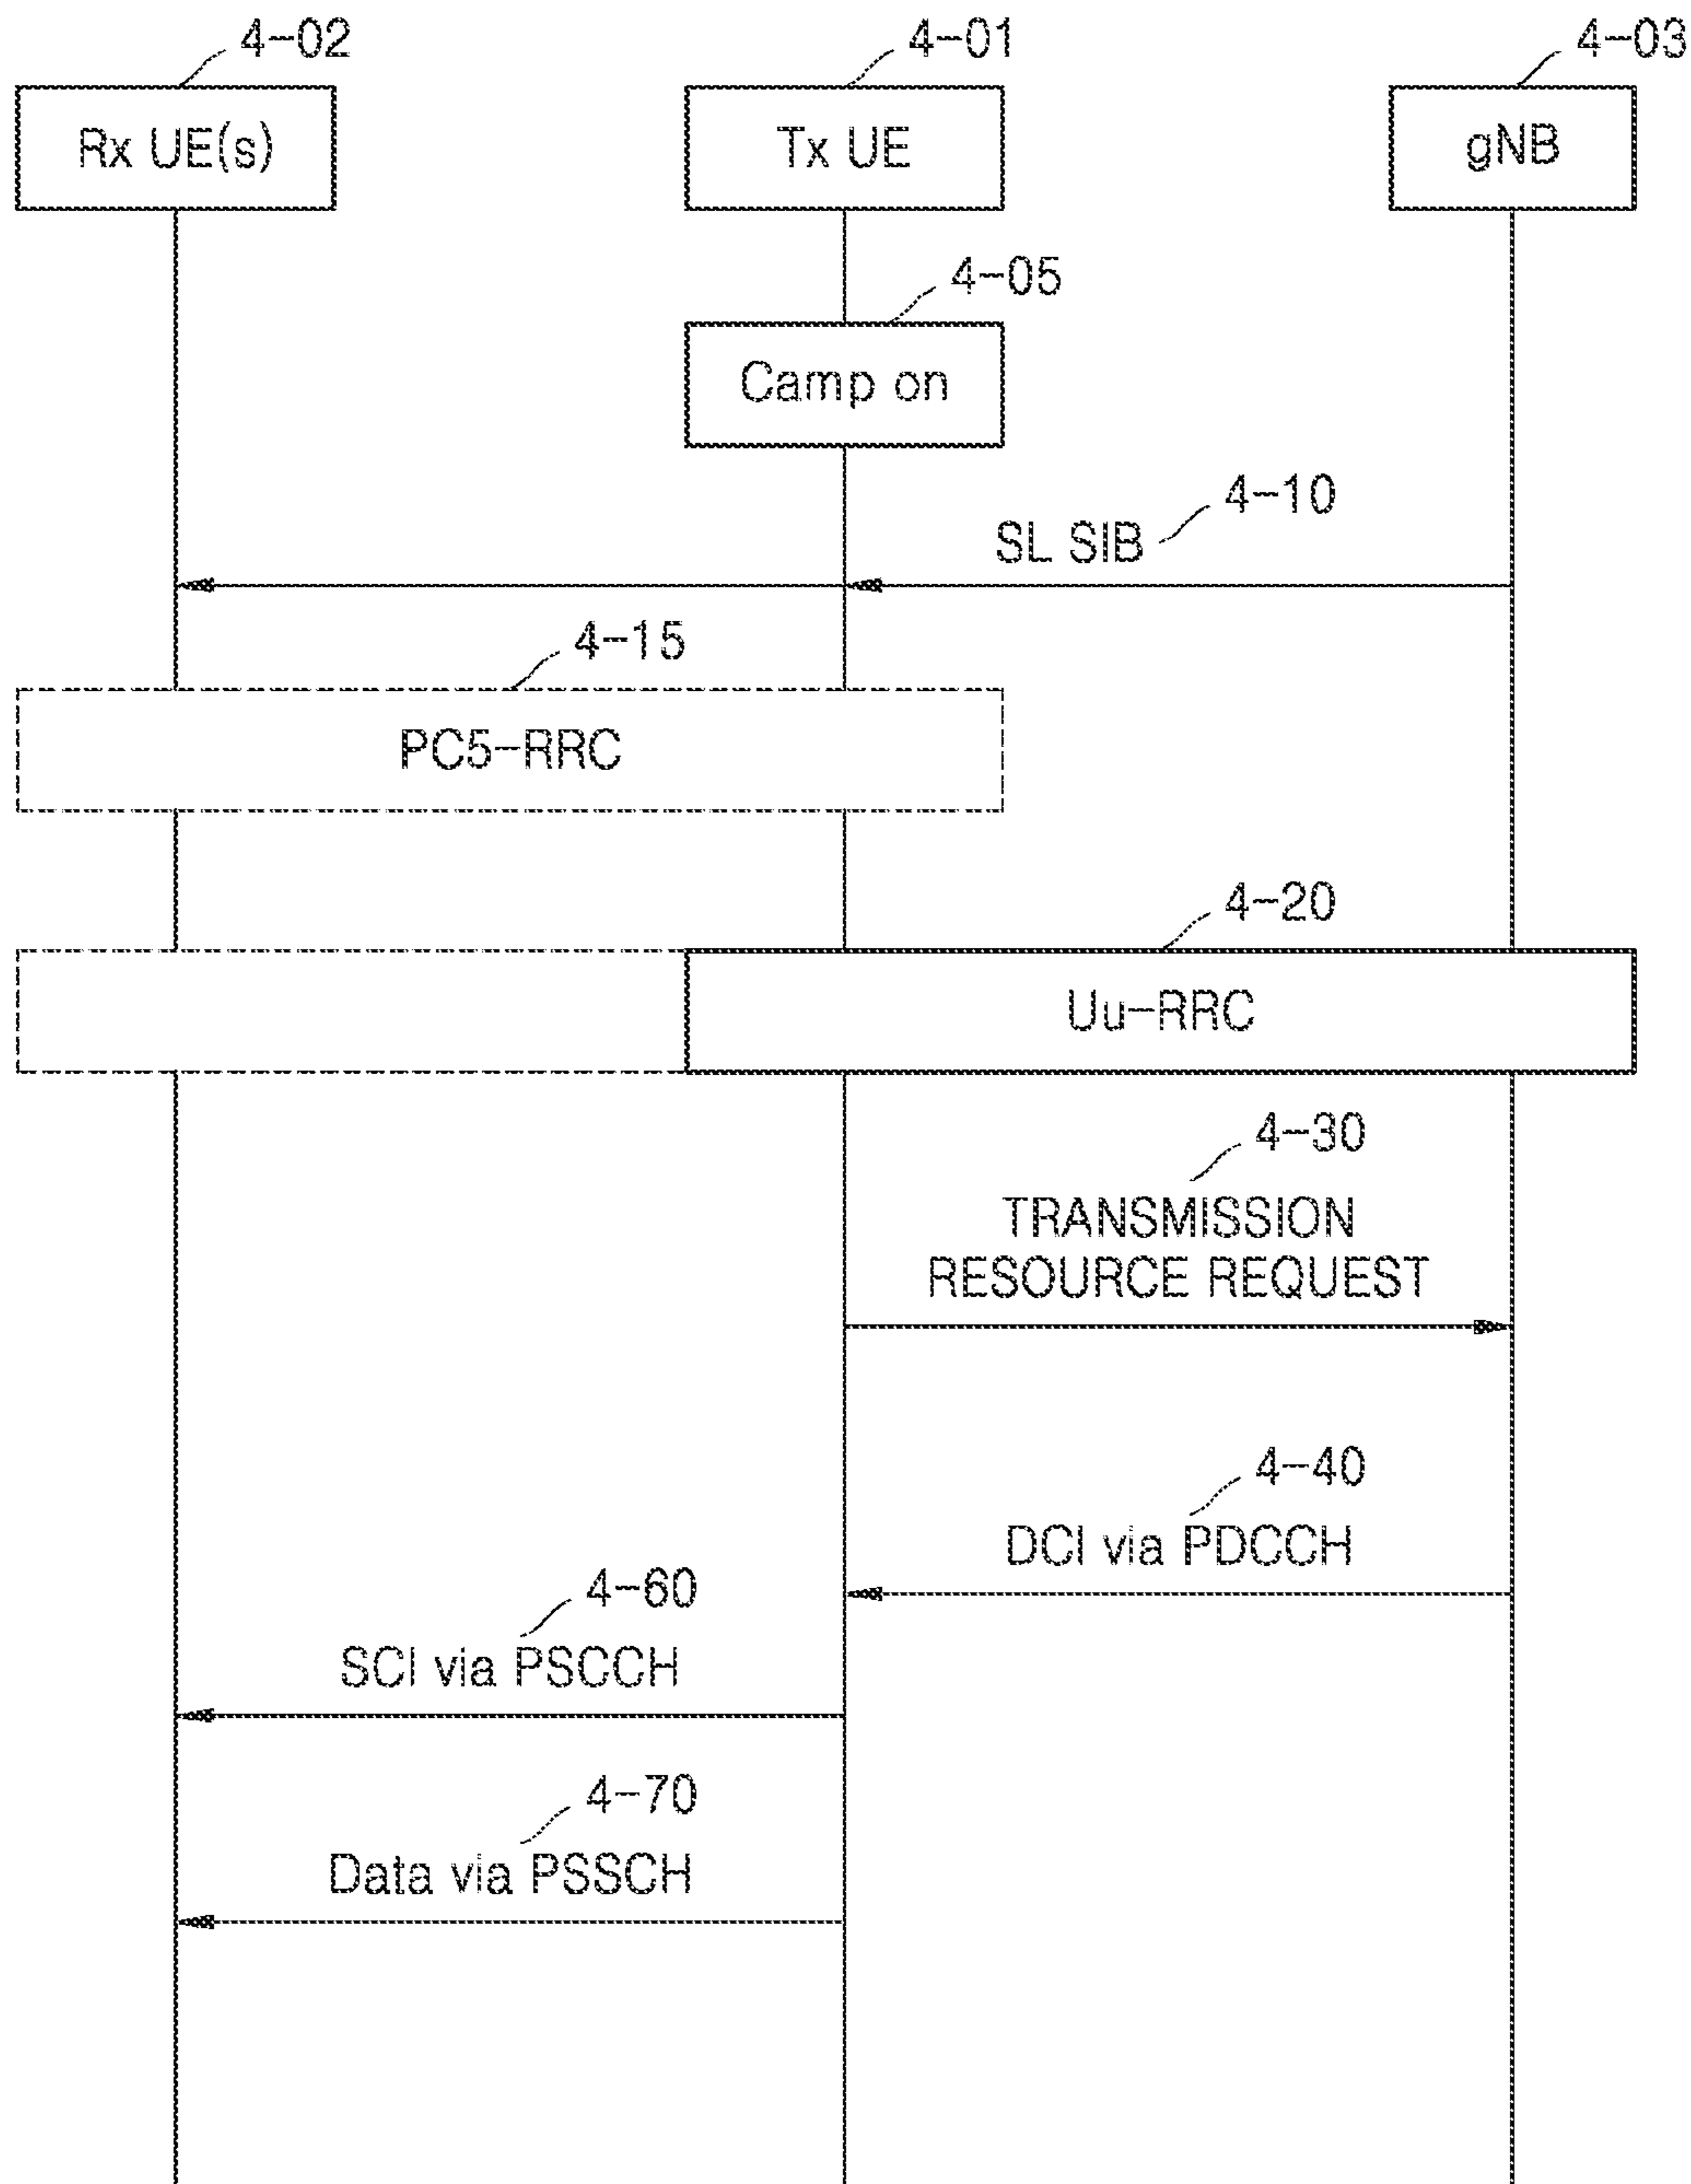 4-02
4-01
4-03
Rx UE(s)
Tx UE
gNB
4-05
Camp on
4-10
SL SIB
4-15
PC5-RRC
4-20
Uu-RRC
4-30
TRANSMISSION
RESOURCE REQUEST
4-40
DCI via PDCCH
4-60
SCI via PSCCH
4-70
Data via PSSCH